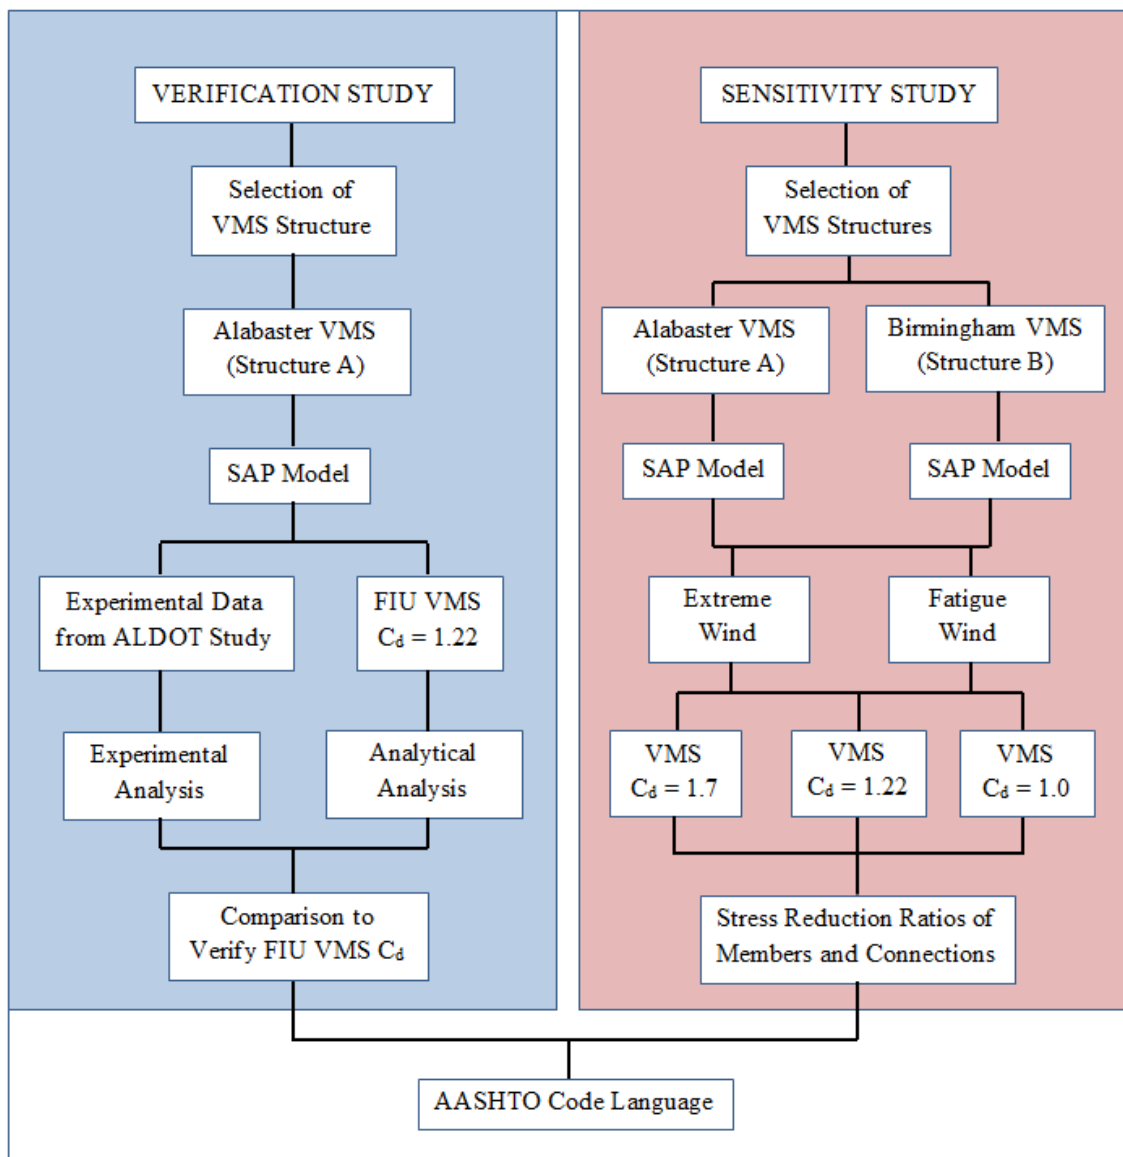 VERIFICATION STUDY
Selection of
VMS Structure
Alabaster VMS
(Structure A)
SAP Model
Experimental Data
from ALDOT Study
FIU VMS
Cd = 1.22
Experimental
Analysis
Analytical
Analysis
Comparison to
Verify FIU VMS Cd
SENSITIVITY STUDY
Selection of
VMS Structures
Alabaster VMS
(Structure A)
Birmingham VMS
(Structure B)
SAP Model
SAP Model
Extreme
Wind
Fatigue
Wind
VMS
Cd = 1.7
VMS
Cd = 1.22
VMS
Cd = 1.0
Stress Reduction Ratios of
Members and Connections
AASHTO Code Language